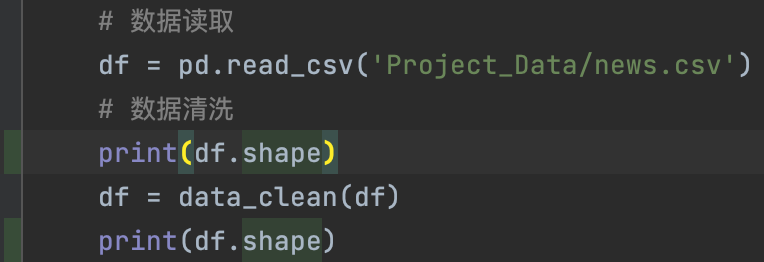 # 数据读取
df = pd.read_csv('Project_Data/news.csv')
# 数据清洗
print(df.shape)
df = data_clean(df)
print(df.shape)